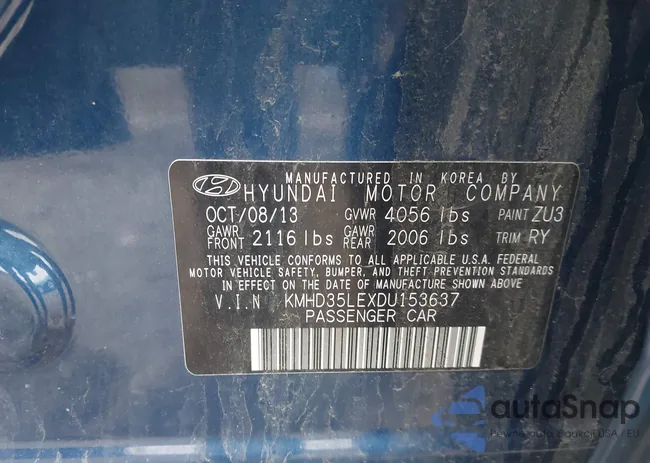 MANUFACTURED IN KOREA BY
HYUNDAI MOTOR COMPANY
OCT/08/13 GVWR 4056 lbs PAINT ZU3
GAWR FRONT 2116 lbs GAWR REAR 2006 lbs TRIM RY
THIS VEHICLE CONFORMS TO ALL APPLICABLE U.S.A. FEDERAL
MOTOR VEHICLE SAFETY, BUMPER, AND THEFT PREVENTION STANDARDS
IN EFFECT ON THE DATE OF MANUFACTURE SHOWN ABOVE.
V.I.N KMHD35LEXDU153637
PASSENGER CAR
autoSnap
USA / EU